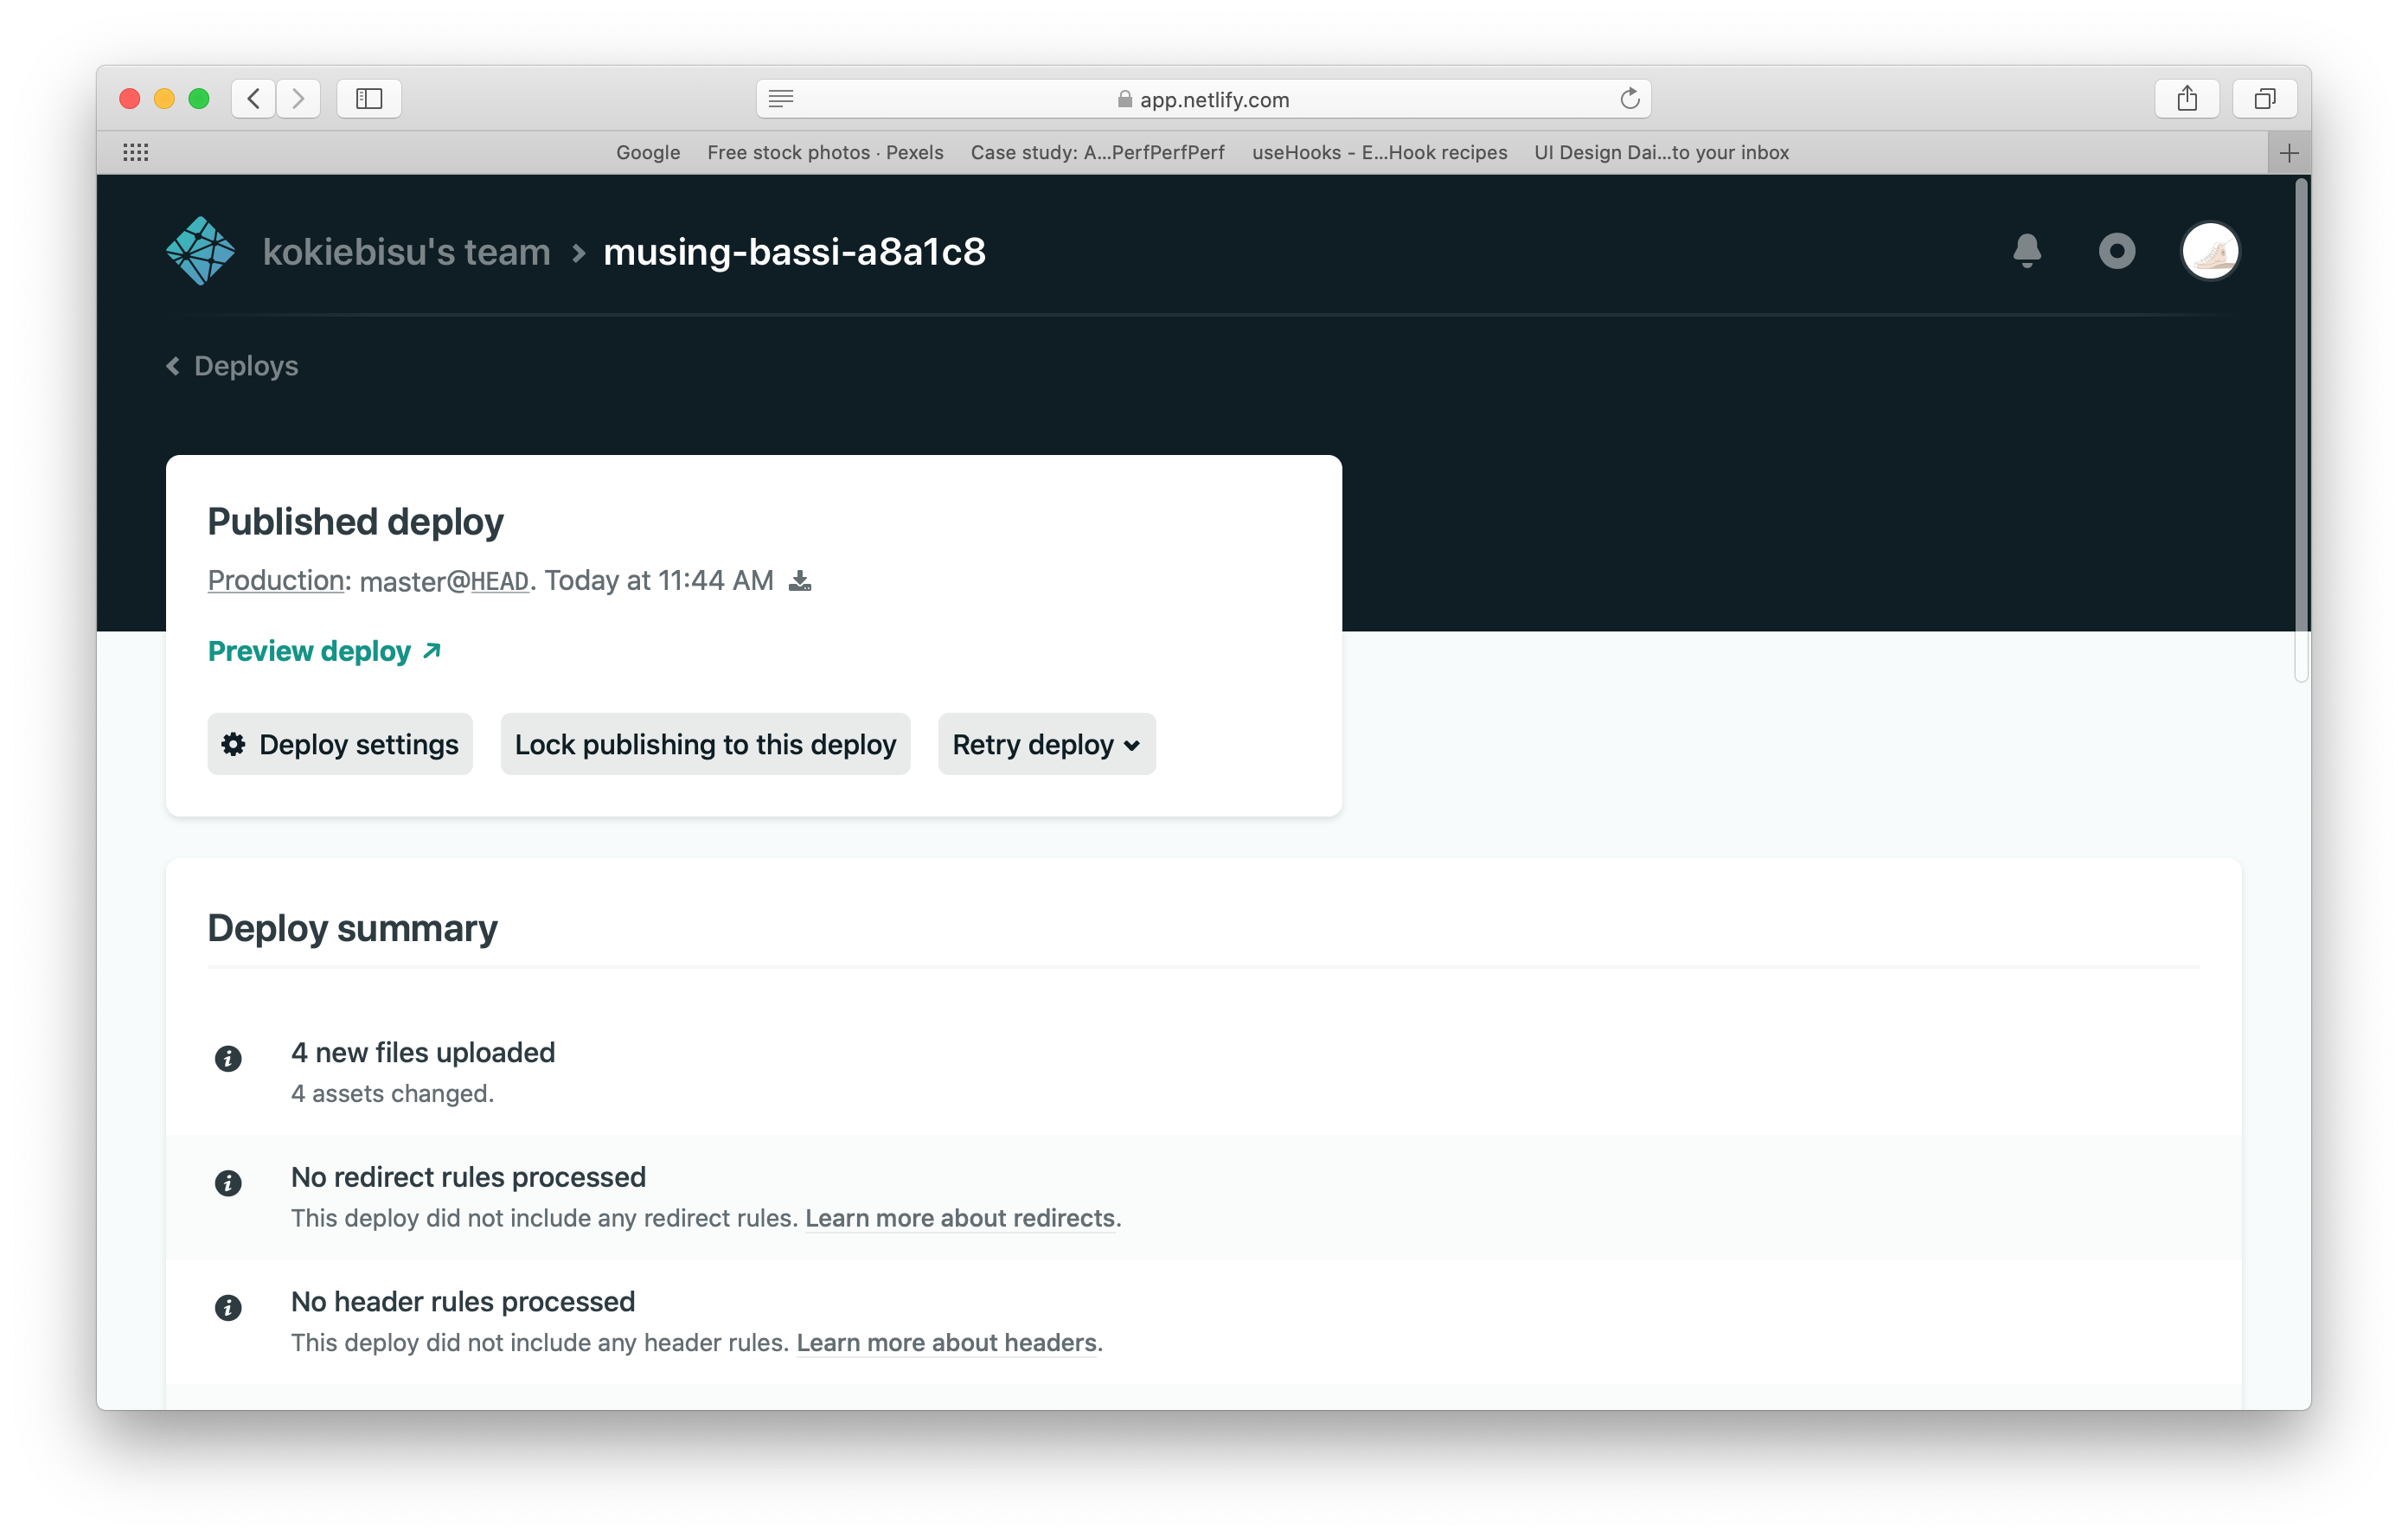 app.netlify.com
Google Free stock photos · Pexels Case study: A...PerfPerfPerf useHooks - E...Hook recipes UI Design Dai...to your inbox
kokiebisu's team > musing-bassi-a8a1c8
Deploys
Published deploy
Production: master@HEAD. Today at 11:44 AM
Preview deploy
Deploy settings Lock publishing to this deploy Retry deploy
Deploy summary
4 new files uploaded
4 assets changed.
No redirect rules processed
This deploy did not include any redirect rules. Learn more about redirects.
No header rules processed
This deploy did not include any header rules. Learn more about headers.